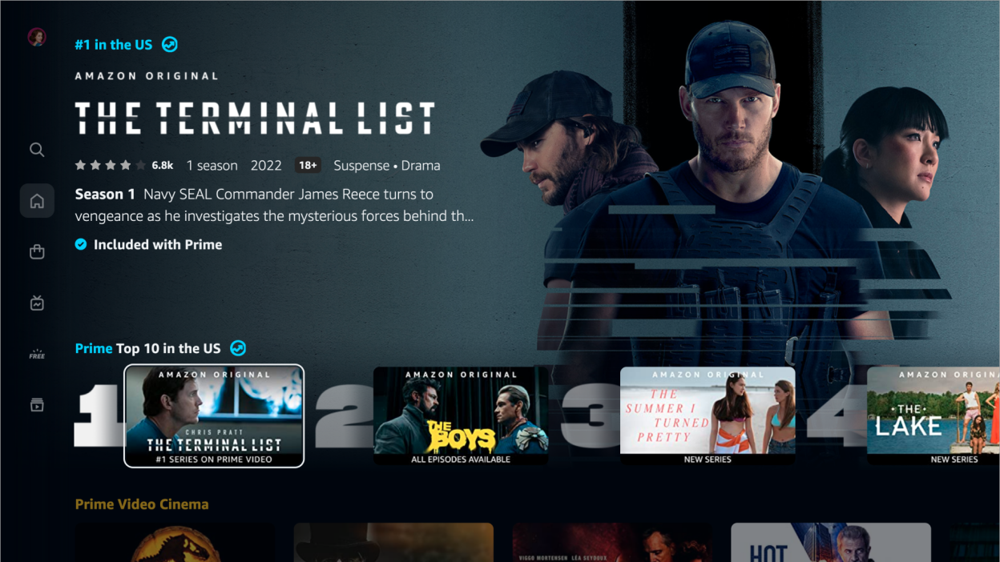 #1 in the US
AMAZON ORIGINAL
THE TERMINAL LIST
6.8k 1 season 2022 18+ Suspense • Drama
Season 1 Navy SEAL Commander James Reece turns to
vengeance as he investigates the mysterious forces behind th...
Included with Prime
FREE
Prime Top 10 in the US
1
AMAZON ORIGINAL
CHRIS PRATT
THE TERMINAL LIST
#1 SERIES ON PRIME VIDEO
2
AMAZON ORIGINAL
THE
BOYS
ALL EPISODES AVAILABLE
3
AMAZON ORIGINAL
THE
SUMMER I
TURNED
PRETTY
NEW SERIES
4
AMAZON ORIGIN
• THE •
LAKE
NEW SERIES
Prime Video Cinema
VIGGO MORTENSEN LÉA SEYDOUX
HOT